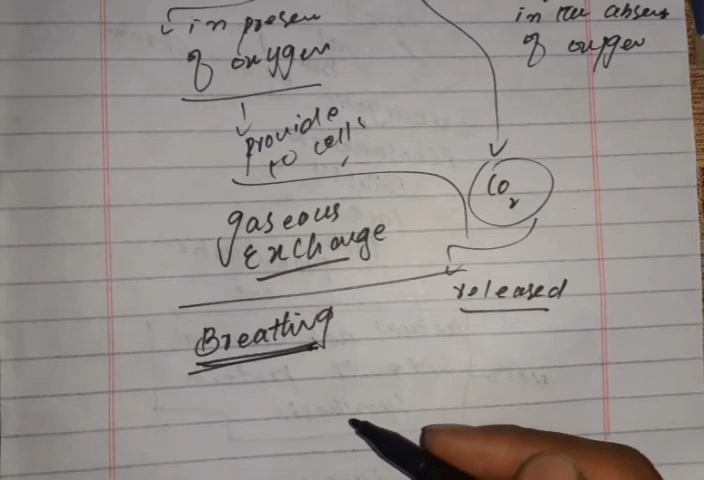 in presen
of oxygen
in the absens
of oxygen
provide
to cells
CO2
gaseous
Exchange
released
Breathing